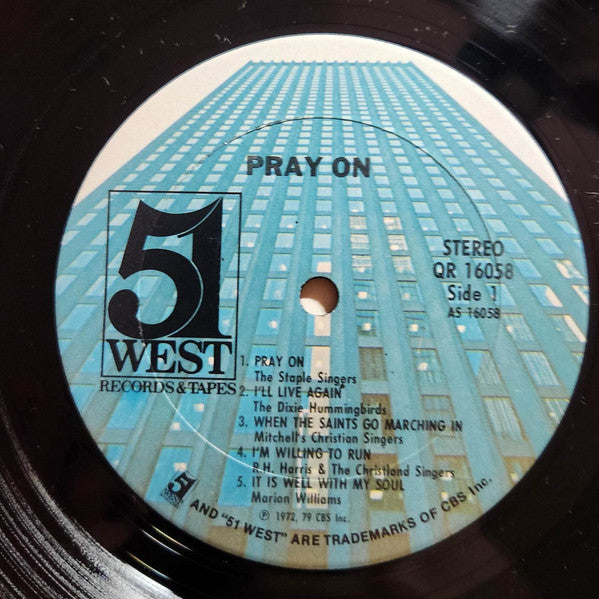 PRAY ON
51
WEST
RECORDS & TAPES
STEREO
QR 16058
Side 1
AS 16058
1. PRAY ON
The Staple Singers
2. I'LL LIVE AGAIN
The Dixie Hummingbirds
3. WHEN THE SAINTS GO MARCHING IN
Mitchell's Christian Singers
4. I'M WILLING TO RUN
R.H. Harris & The Christland Singers
5. IT IS WELL WITH MY SOUL
Marion Williams
℗ 1972, 79 CBS Inc.
51
WEST
AND "51 WEST" ARE TRADEMARKS OF CBS Inc.